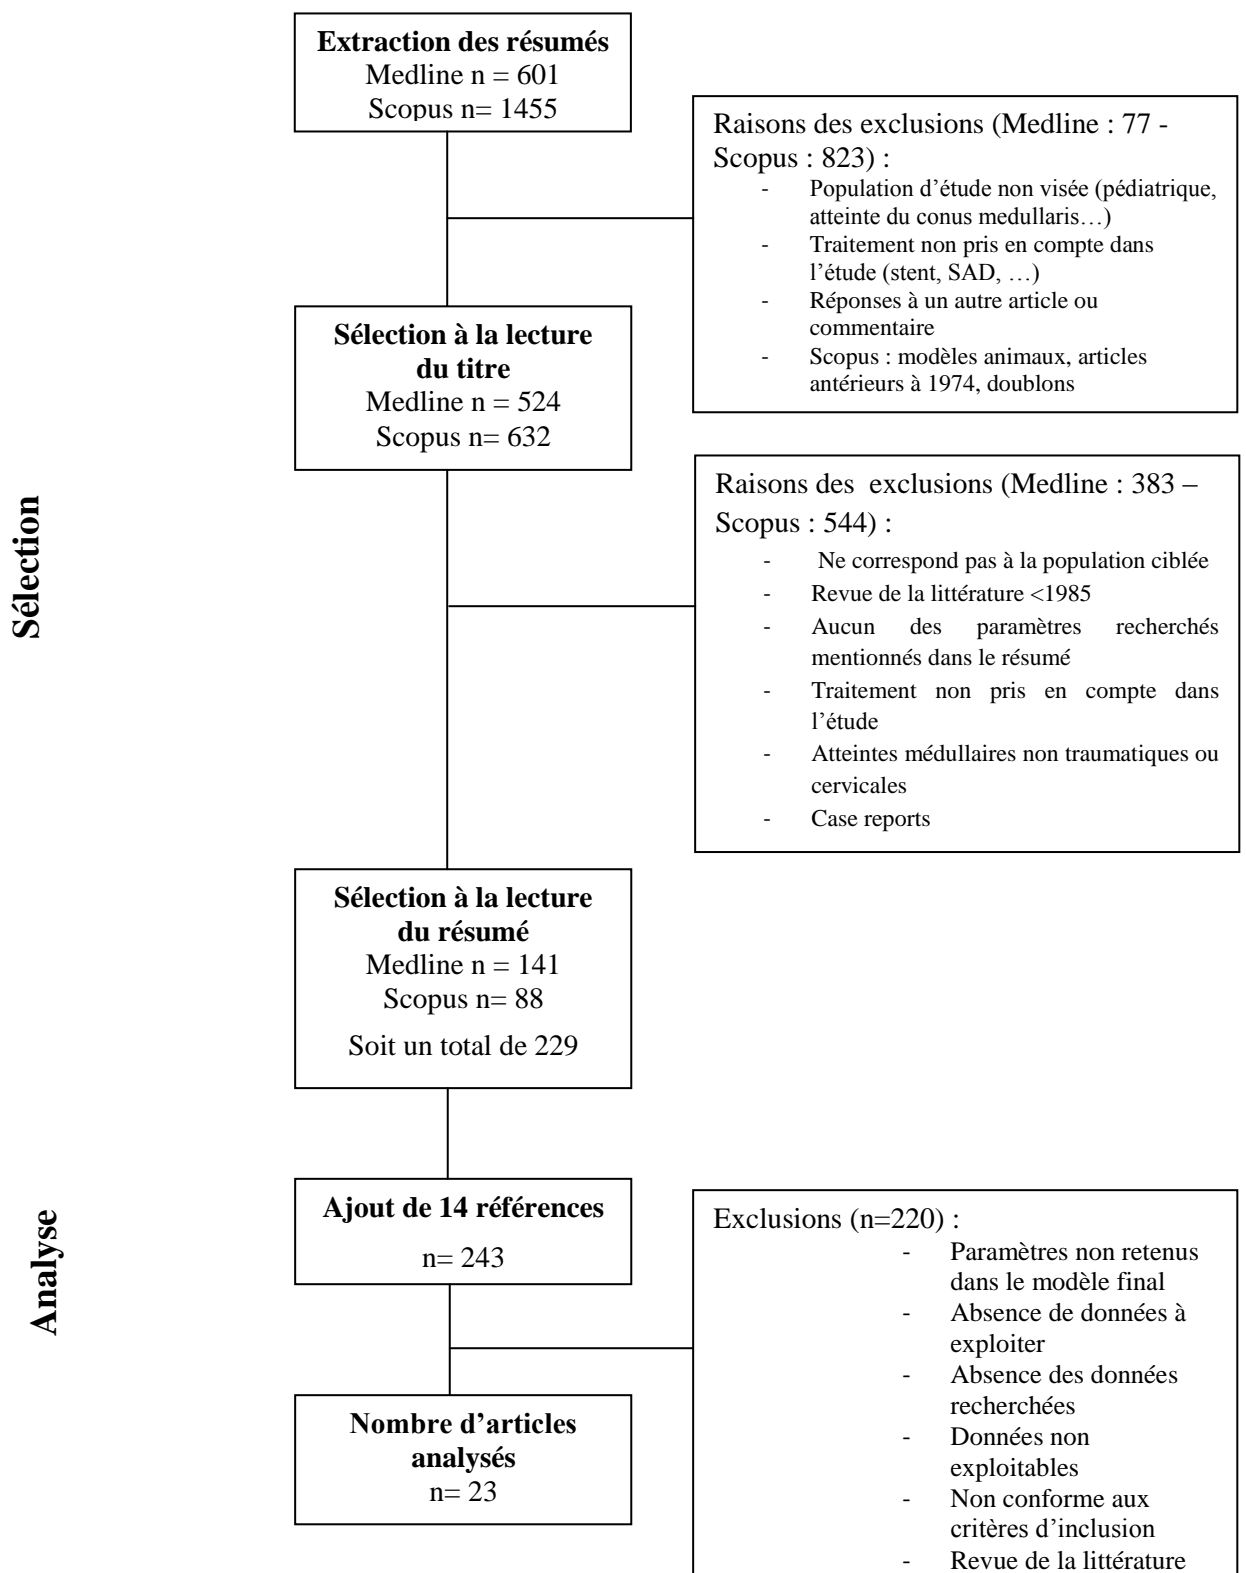 Extraction des résumés
Medline n = 601
Scopus n= 1455
Raisons des exclusions (Medline : 77 -
Scopus : 823) :
- Population d’étude non visée (pédiatrique,
atteinte du conus medullaris…)
- Traitement non pris en compte dans
l’étude (stent, SAD, …)
- Réponses à un autre article ou
commentaire
- Scopus : modèles animaux, articles
antérieurs à 1974, doublons
Sélection à la lecture
du titre
Medline n = 524
Scopus n= 632
Raisons des exclusions (Medline : 383 –
Scopus : 544) :
- Ne correspond pas à la population ciblée
- Revue de la littérature <1985
- Aucun des paramètres recherchés
mentionnés dans le résumé
- Traitement non pris en compte dans
l’étude
- Atteintes médullaires non traumatiques ou
cervicales
- Case reports
Sélection
Sélection à la lecture
du résumé
Medline n = 141
Scopus n= 88
Soit un total de 229
Ajout de 14 références
n= 243
Exclusions (n=220) :
- Paramètres non retenus
dans le modèle final
- Absence de données à
exploiter
- Absence des données
recherchées
- Données non
exploitables
- Non conforme aux
critères d’inclusion
- Revue de la littérature
Analyse
Nombre d’articles
analysés
n= 23